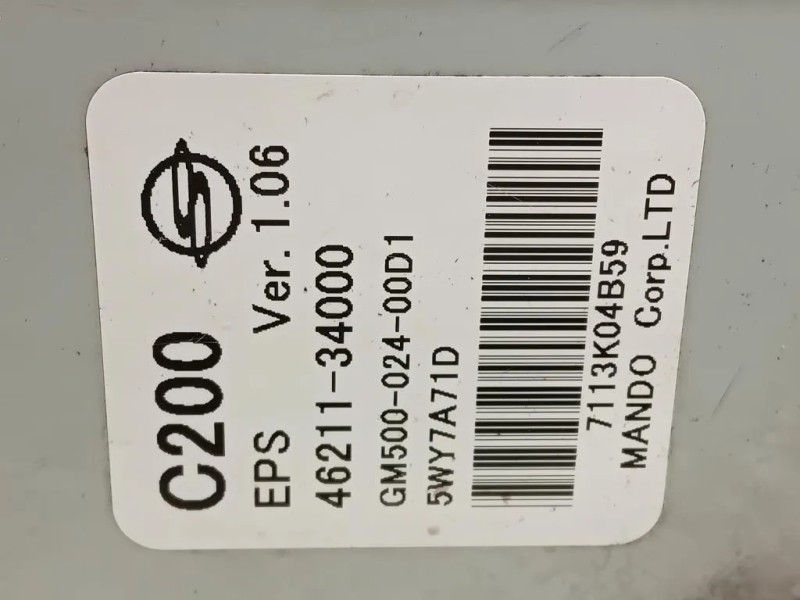 C200
EPS Ver. 1.06
46211-34000
GM500-024-00D1
5WY7A71D
7113K04B59
MANDO Corp.LTD